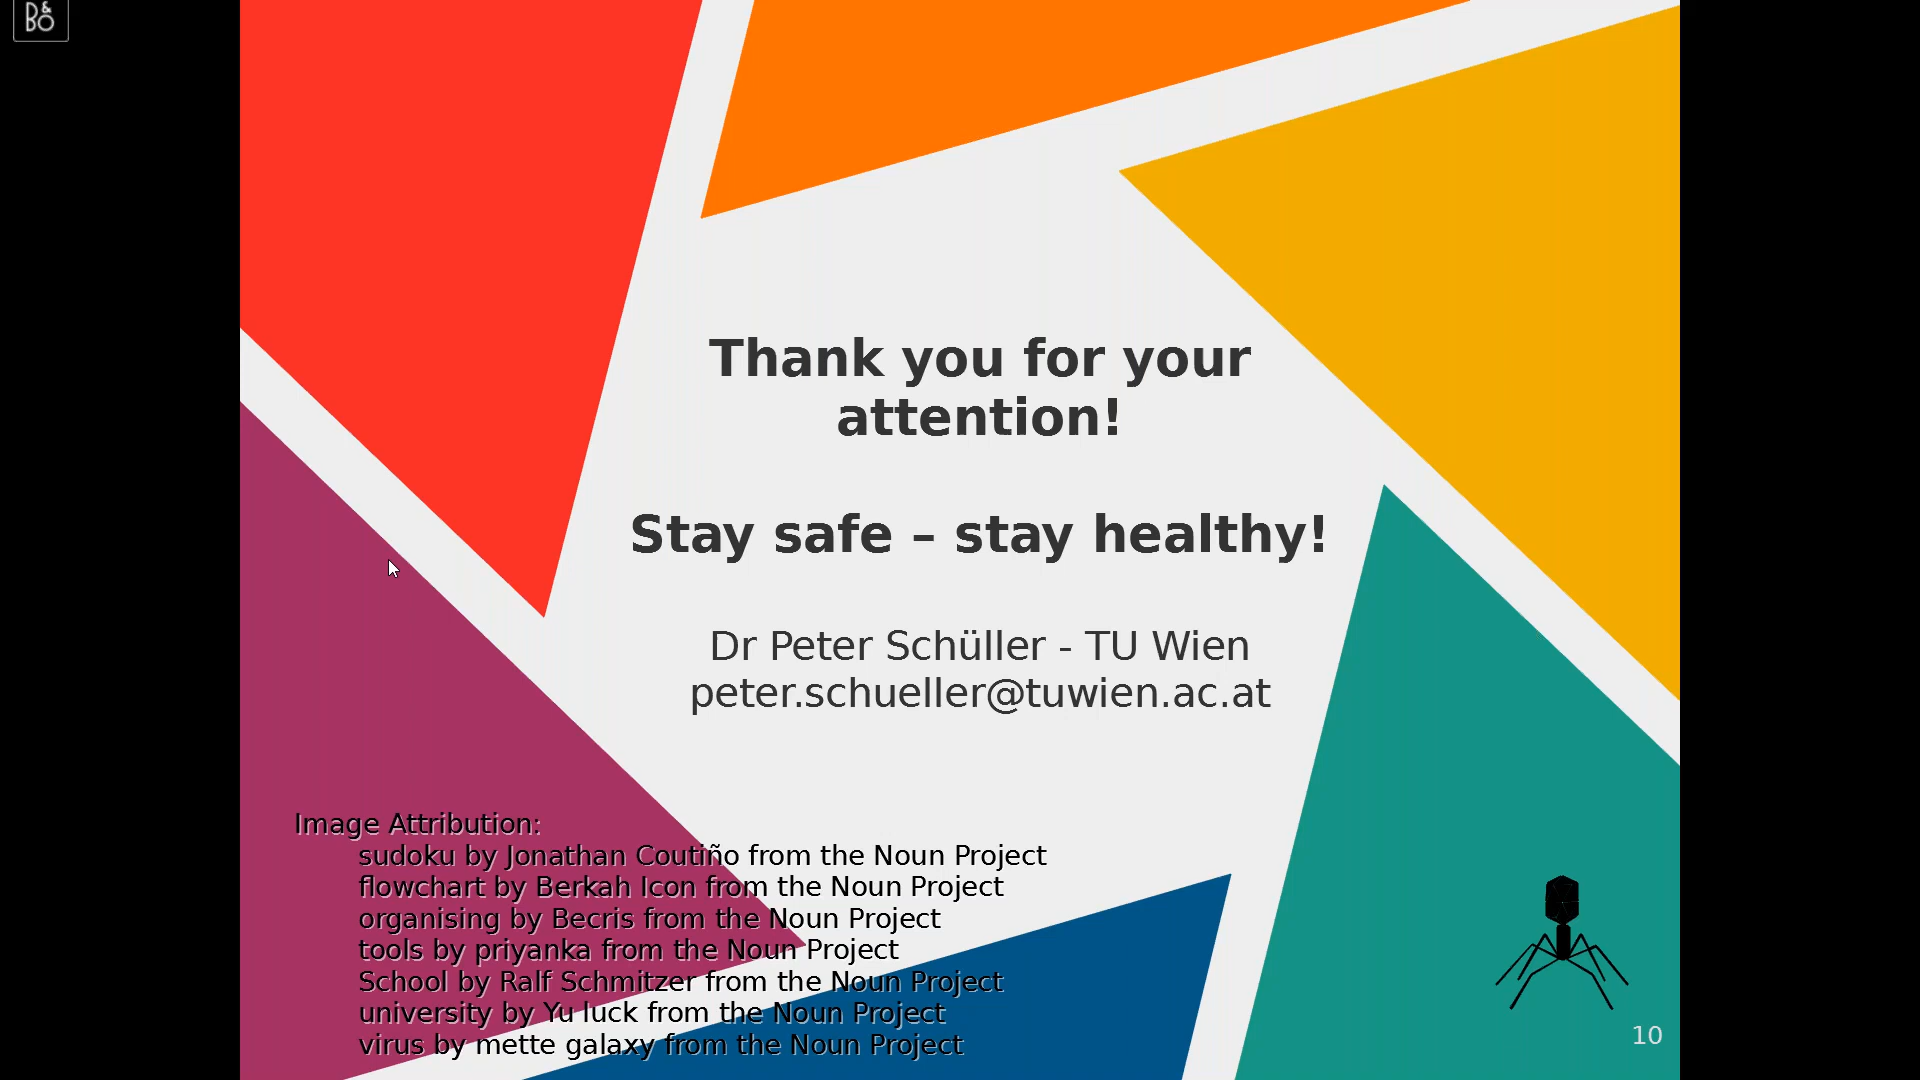 B&O
Thank you for your
attention!
Stay safe – stay healthy!
Dr Peter Schüller - TU Wien
peter.schueller@tuwien.ac.at
Image Attribution:
sudoku by Jonathan Coutiño from the Noun Project
flowchart by Berkah Icon from the Noun Project
organising by Becris from the Noun Project
tools by priyanka from the Noun Project
School by Ralf Schmitzer from the Noun Project
university by Yu luck from the Noun Project
virus by mette galaxy from the Noun Project
10